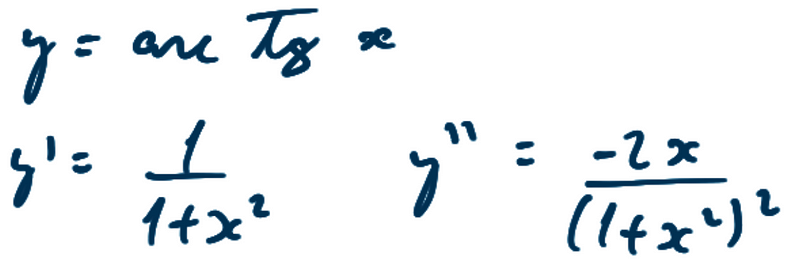 y = arc Tg x
y' = 1/(1+x²) y'' = -2x/(1+x²)²